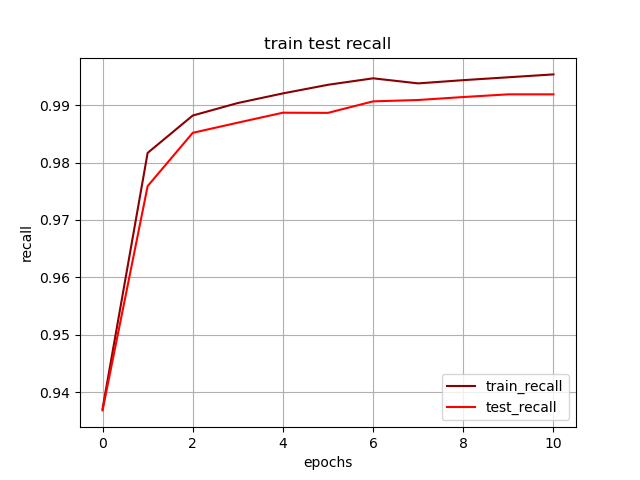 train test recall
0.99
0.98
0.97
0.96
0.95
0.94
recall
train_recall
test_recall
0 2 4 6 8 10
epochs